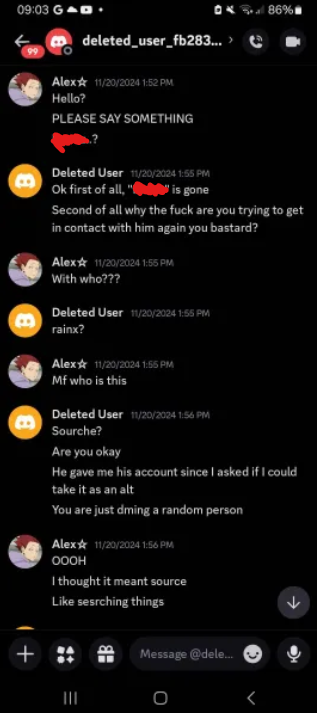 09:03 G
86%
99
deleted_user_fb283...
Alex☆ 11/20/2024 1:52 PM
Hello?
PLEASE SAY SOMETHING
.?
Deleted User 11/20/2024 1:55 PM
Ok first of all, "" is gone
Second of all why the fuck are you trying to get
in contact with him again you bastard?
Alex☆ 11/20/2024 1:55 PM
With who???
Deleted User 11/20/2024 1:55 PM
rainx?
Alex☆ 11/20/2024 1:55 PM
Mf who is this
Deleted User 11/20/2024 1:56 PM
Sourche?
Are you okay
He gave me his account since I asked if I could
take it as an alt
You are just dming a random person
Alex☆ 11/20/2024 1:56 PM
OOOH
I thought it meant source
Like sesrching things
Message @dele...